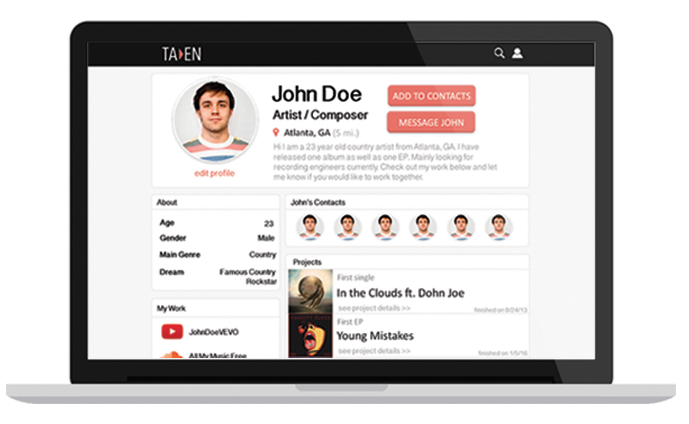 TAKEN
John Doe
ADD TO CONTACTS
Artist / Composer
MESSAGE JOHN
Atlanta, GA (5 mi.)
Hi I am a 23 year old country artist from Atlanta, GA. I have
released one album as well as one EP. Mainly looking for
recording engineers currently. Check out my work below and let
me know if you would like to work together.
edit profile
About
Age 23
Gender Male
Main Genre Country
Dream Famous Country
Rockstar
My Work
JohnDoeVEVO
All My Music Free
John's Contacts
Projects
First single
In the Clouds ft. Dohn Joe
see project details >>
finished on 8/24/13
First EP
Young Mistakes
see project details >>
finished on 1/5/16